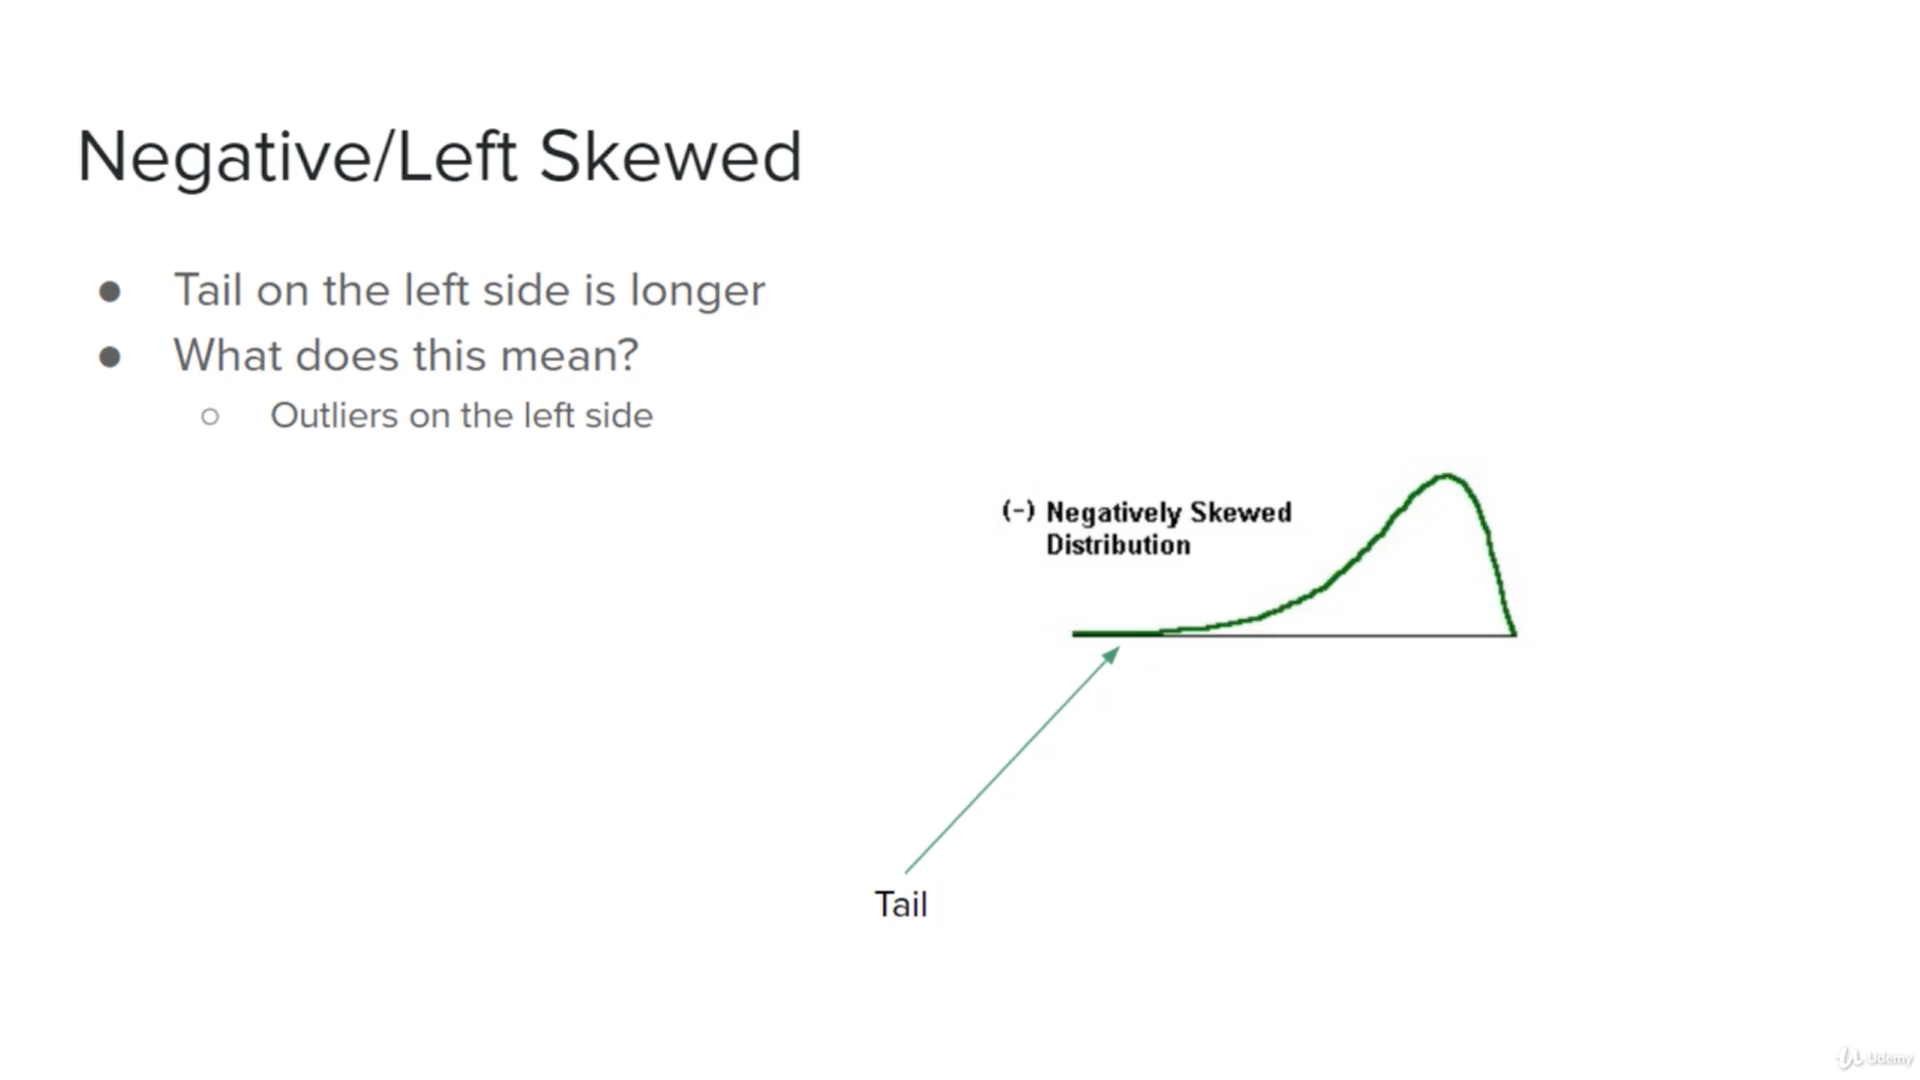 Negative/Left Skewed
● Tail on the left side is longer
● What does this mean?
○ Outliers on the left side
(-) Negatively Skewed
Distribution
Tail
Udemy